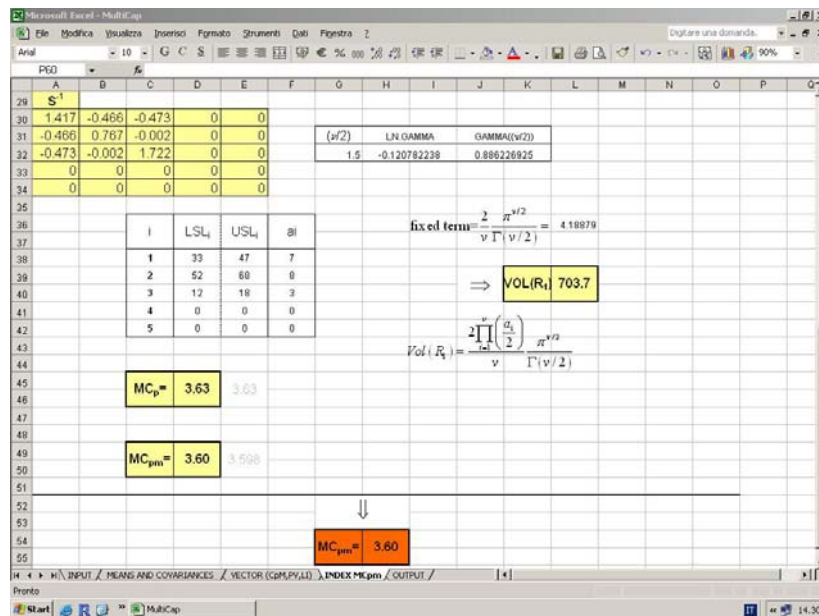 Microsoft Excel - MultiCap
File Modifica Visualizza Inserisci Formato Strumenti Dati Finestra ?
Digitare una domanda.
Arial 10 G C S € % 000 90%
P60 fx
A B C D E F G H I J K L M N O P Q
29 S-1
30 1.417 -0.466 -0.473 0 0
31 -0.466 0.767 -0.002 0 0 (ν/2) LN.GAMMA GAMMA((ν/2))
32 -0.473 -0.002 1.722 0 0 1.5 -0.120782238 0.886226925
33 0 0 0 0 0
34 0 0 0 0 0
35
36 i LSLi USLi ai fixed term= 2/ν π^ν/2 / Γ(ν/2) = 4.18879
37
38 1 33 47 7
39 2 52 68 8 ⇒ VOL(R1) 703.7
40 3 12 18 3
41 4 0 0 0
42 5 0 0 0
43 Vol(R1) = 2∏ν i=1 (ai/2) / ν π^ν/2 / Γ(ν/2)
44
45 MCp= 3.63 3.63
46
47
48
49 MCpm= 3.60 3.598
50
51
52 ⇓
53
54 MCpm= 3.60
55
INPUT / MEANS AND COVARIANCES / VECTOR (CpM,PV,LI) / INDEX MCpm / OUTPUT /
Pronto
Start R MultiCap IT 14.30